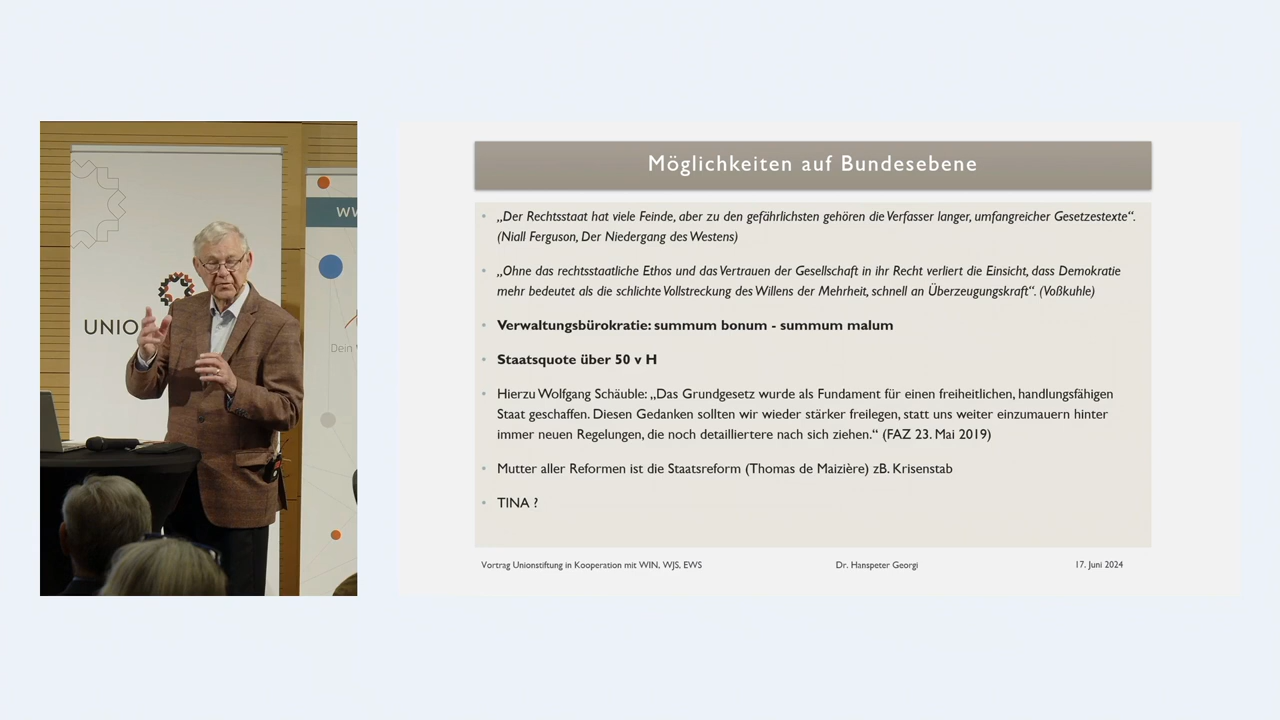 UNIO
WW
Dein
Möglichkeiten auf Bundesebene
„Der Rechtsstaat hat viele Feinde, aber zu den gefährlichsten gehören die Verfasser langer, umfangreicher Gesetzestexte“.
(Niall Ferguson, Der Niedergang des Westens)
„Ohne das rechtsstaatliche Ethos und das Vertrauen der Gesellschaft in ihr Recht verliert die Einsicht, dass Demokratie
mehr bedeutet als die schlichte Vollstreckung des Willens der Mehrheit, schnell an Überzeugungskraft“. (Voßkuhle)
Verwaltungsbürokratie: summum bonum - summum malum
Staatsquote über 50 v H
Hierzu Wolfgang Schäuble: „Das Grundgesetz wurde als Fundament für einen freiheitlichen, handlungsfähigen
Staat geschaffen. Diesen Gedanken sollten wir wieder stärker freilegen, statt uns weiter einzumauern hinter
immer neuen Regelungen, die noch detailliertere nach sich ziehen.“ (FAZ 23. Mai 2019)
Mutter aller Reformen ist die Staatsreform (Thomas de Maizière) zB. Krisenstab
TINA ?
Vortrag Unionstiftung in Kooperation mit WIN, WJS, EWS
Dr. Hanspeter Georgi
17. Juni 2024